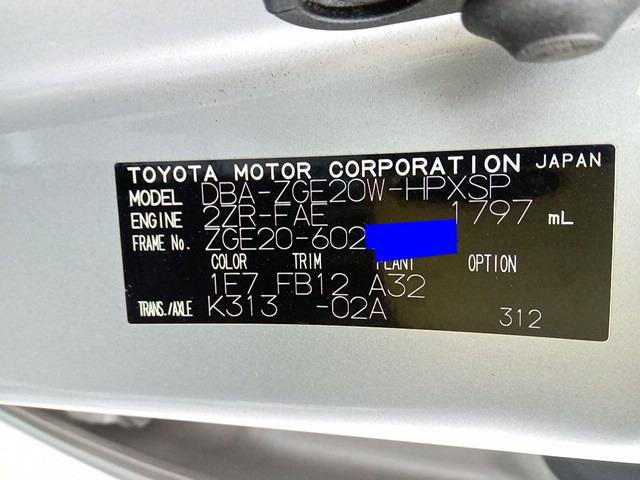 TOYOTA MOTOR CORPORATION JAPAN
MODEL DBA-ZGE20W-HPXSP
ENGINE 2ZR-FAE 1797 mL
FRAME No. ZGE20-602
COLOR TRIM PLANT OPTION
1F7 FB12 A32
TRANS./AXLE K313 -02A 312